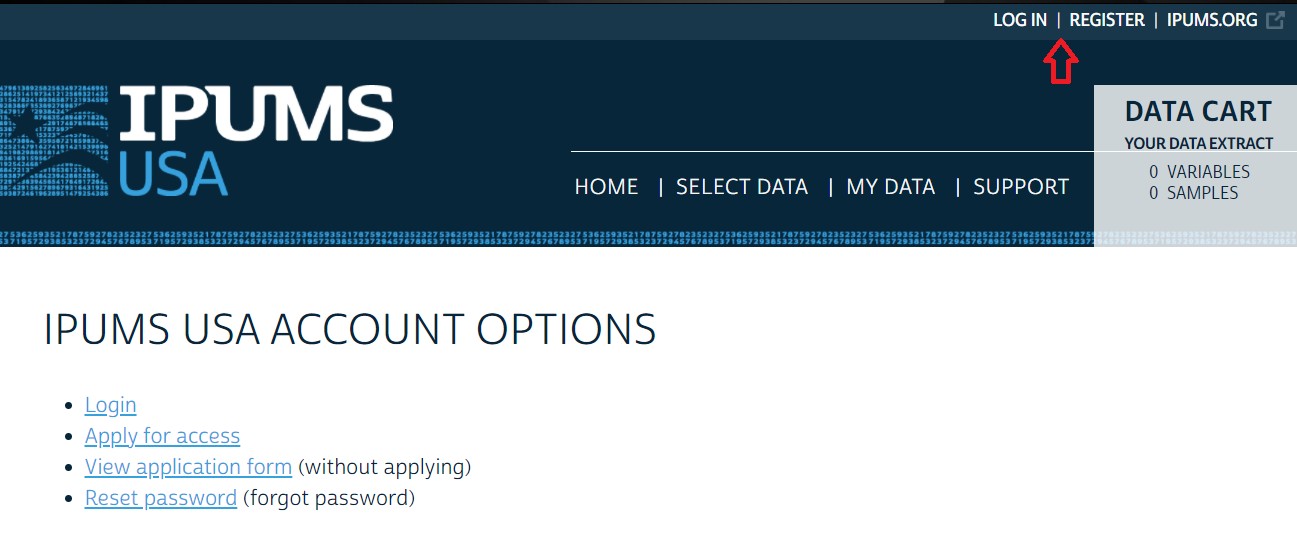 LOG IN | REGISTER | IPUMS.ORG
IPUMS
USA
DATA CART
YOUR DATA EXTRACT
0 VARIABLES
0 SAMPLES
HOME | SELECT DATA | MY DATA | SUPPORT
IPUMS USA ACCOUNT OPTIONS
• Login
• Apply for access
• View application form (without applying)
• Reset password (forgot password)